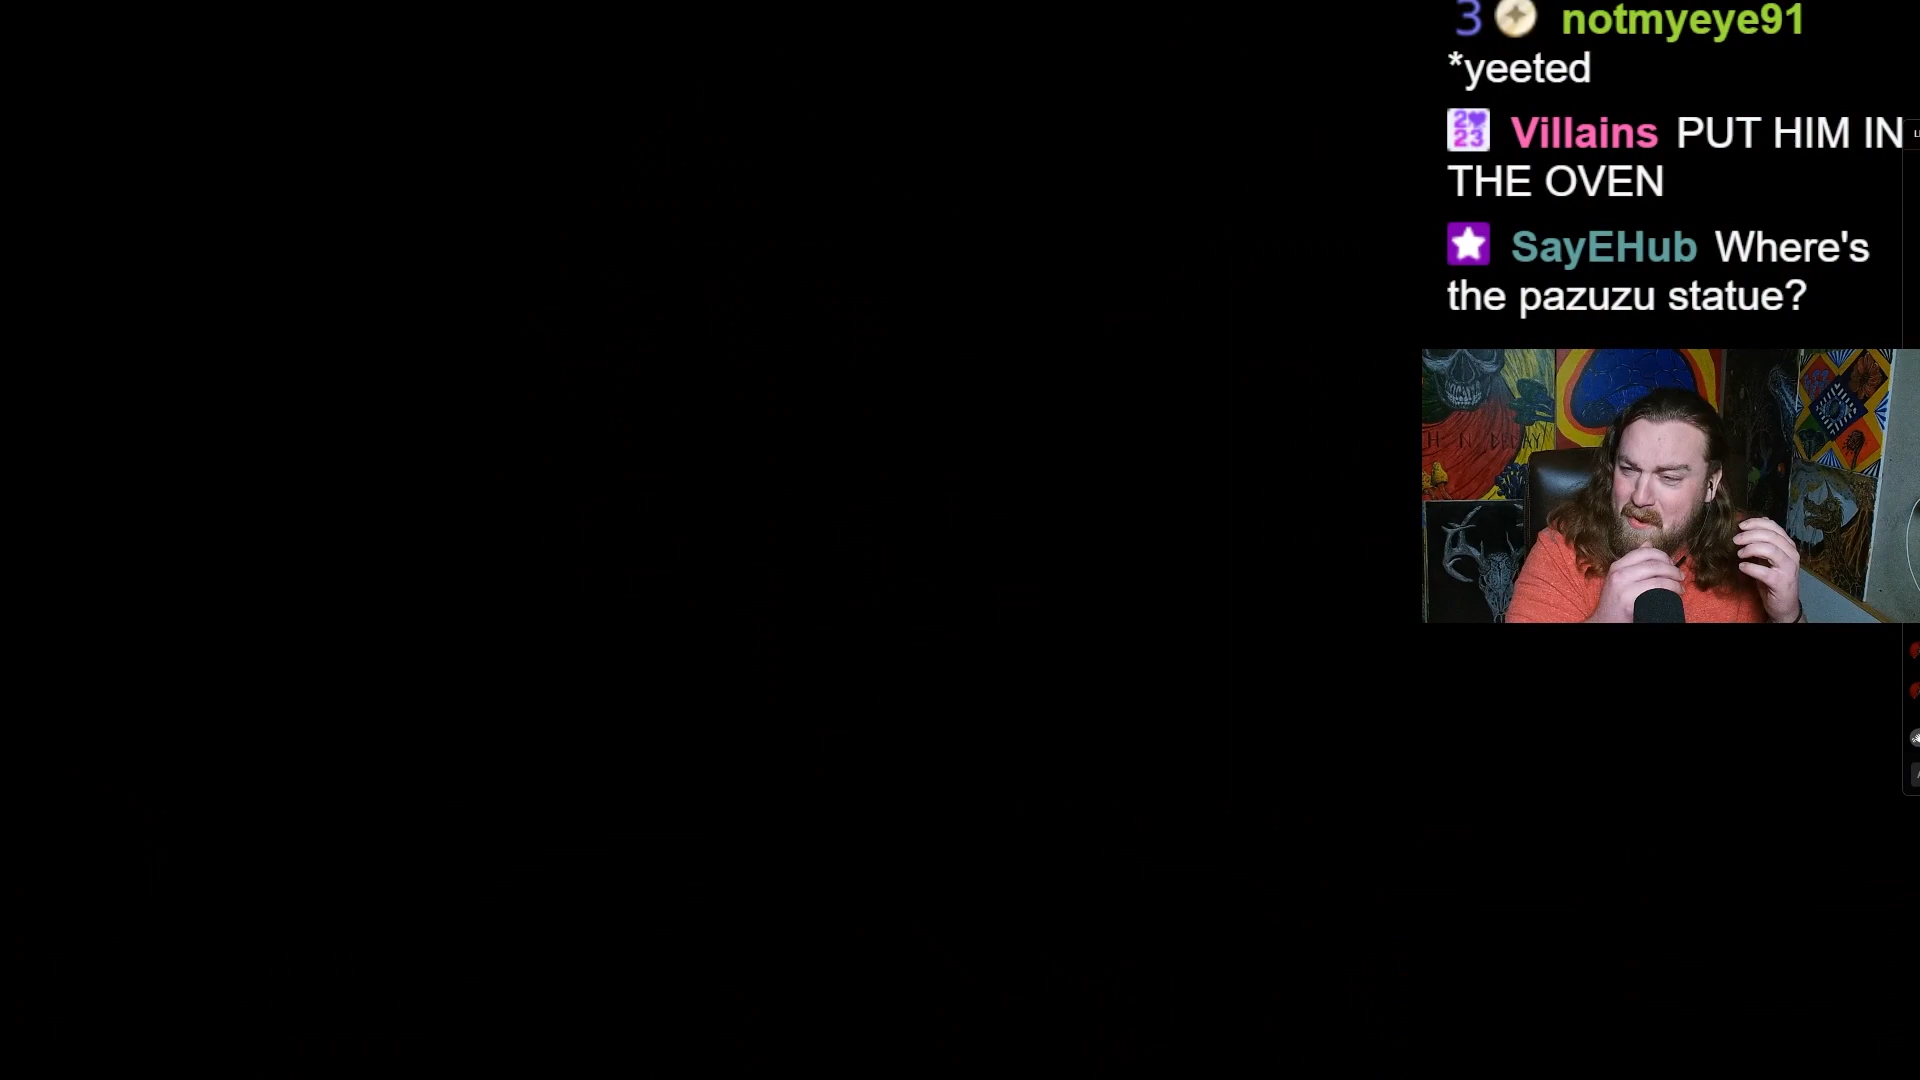 3 notmyeye91
*yeeted
Villains PUT HIM IN
THE OVEN
SayEHub Where's
the pazuzu statue?